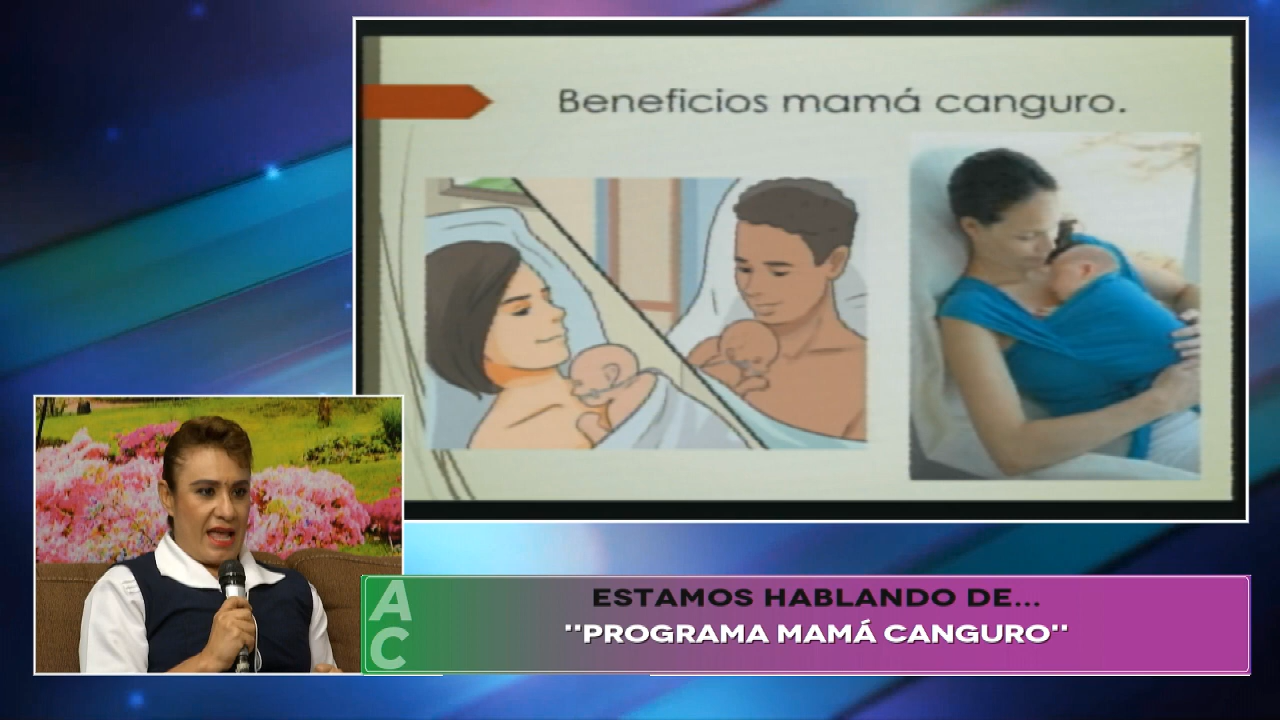 Beneficios mamá canguro.
AC
ESTAMOS HABLANDO DE...
"PROGRAMA MAMÁ CANGURO"